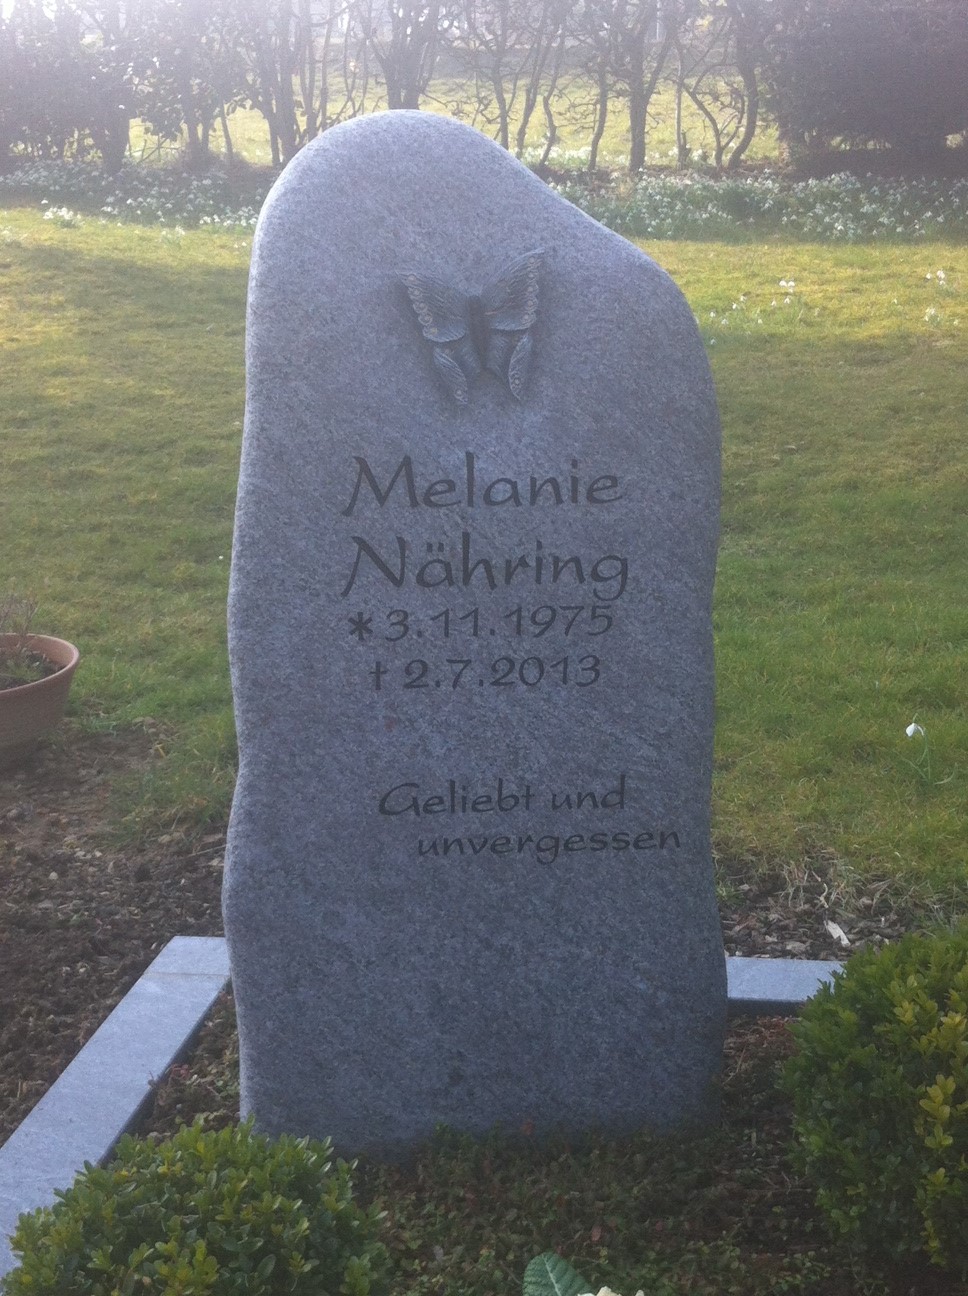 Melanie
Nähring
*3.11.1975
† 2.7.2013
Geliebt und
unvergessen